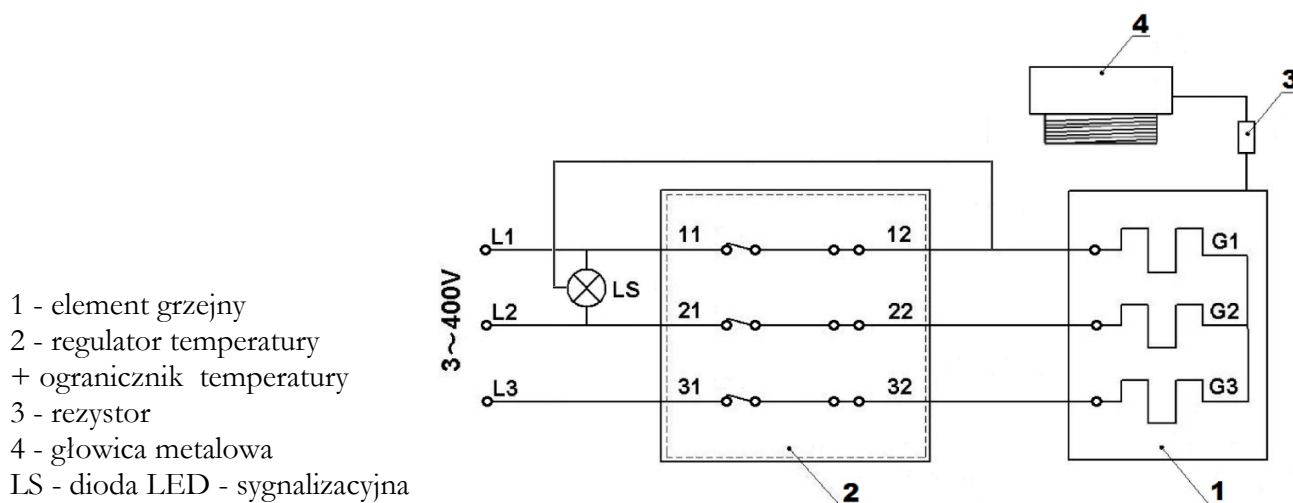 4
3
L1
11
12
G1
LS
3~400V
L2
21
22
G2
L3
31
32
G3
2
1
1 - element grzejny
2 - regulator temperatury
+ ogranicznik temperatury
3 - rezystor
4 - głowica metalowa
LS - dioda LED - sygnalizacyjna